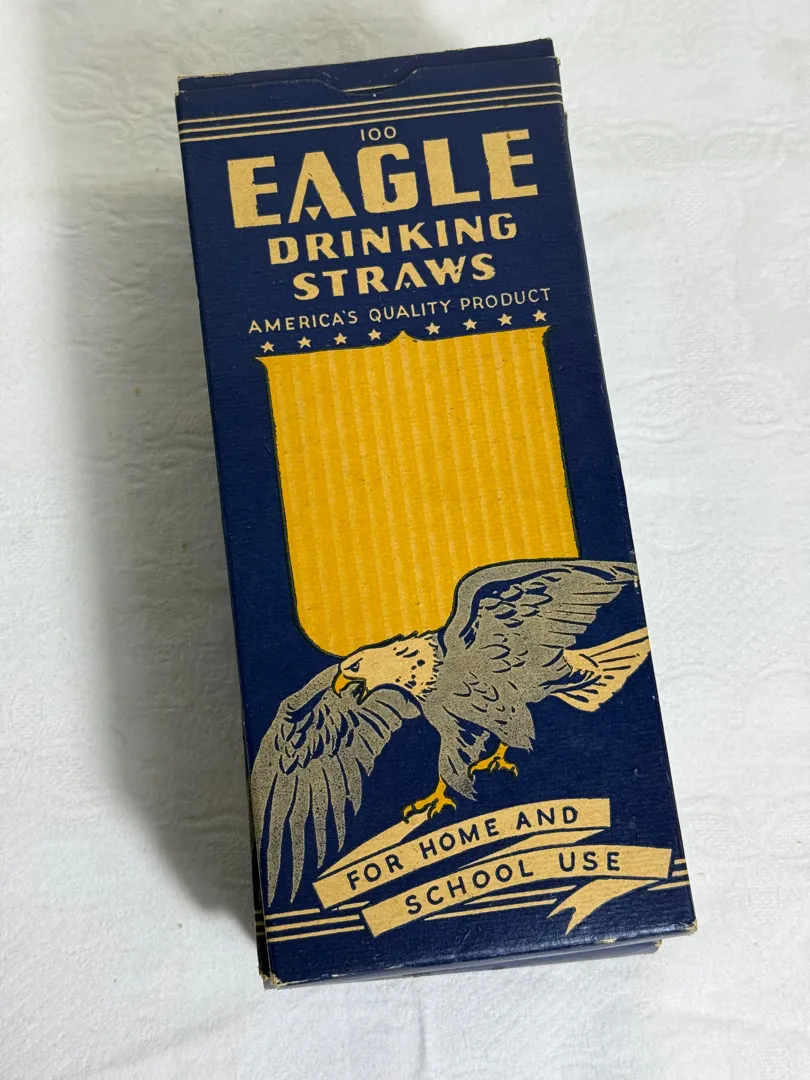 100
EAGLE
DRINKING
STRAWS
AMERICA'S QUALITY PRODUCT
FOR HOME AND
SCHOOL USE